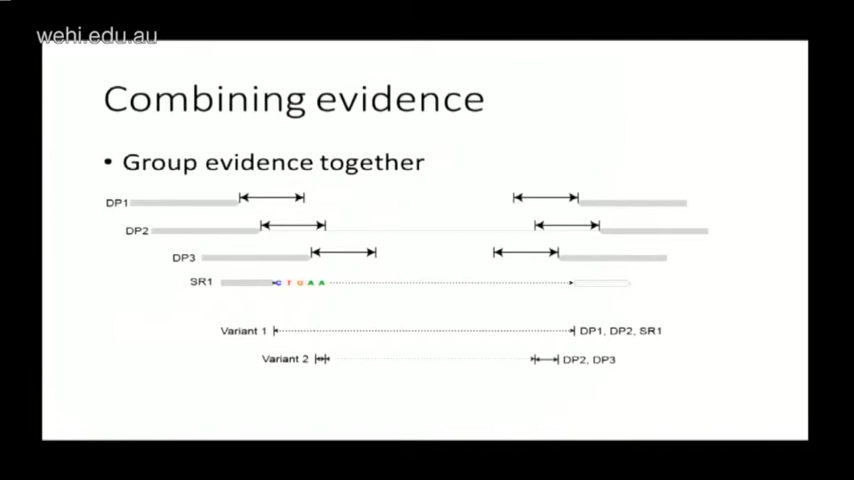 wehi.edu.au
Combining evidence
• Group evidence together
DP1
DP2
DP3
SR1 CTGAA
Variant 1 DP1, DP2, SR1
Variant 2 DP2, DP3